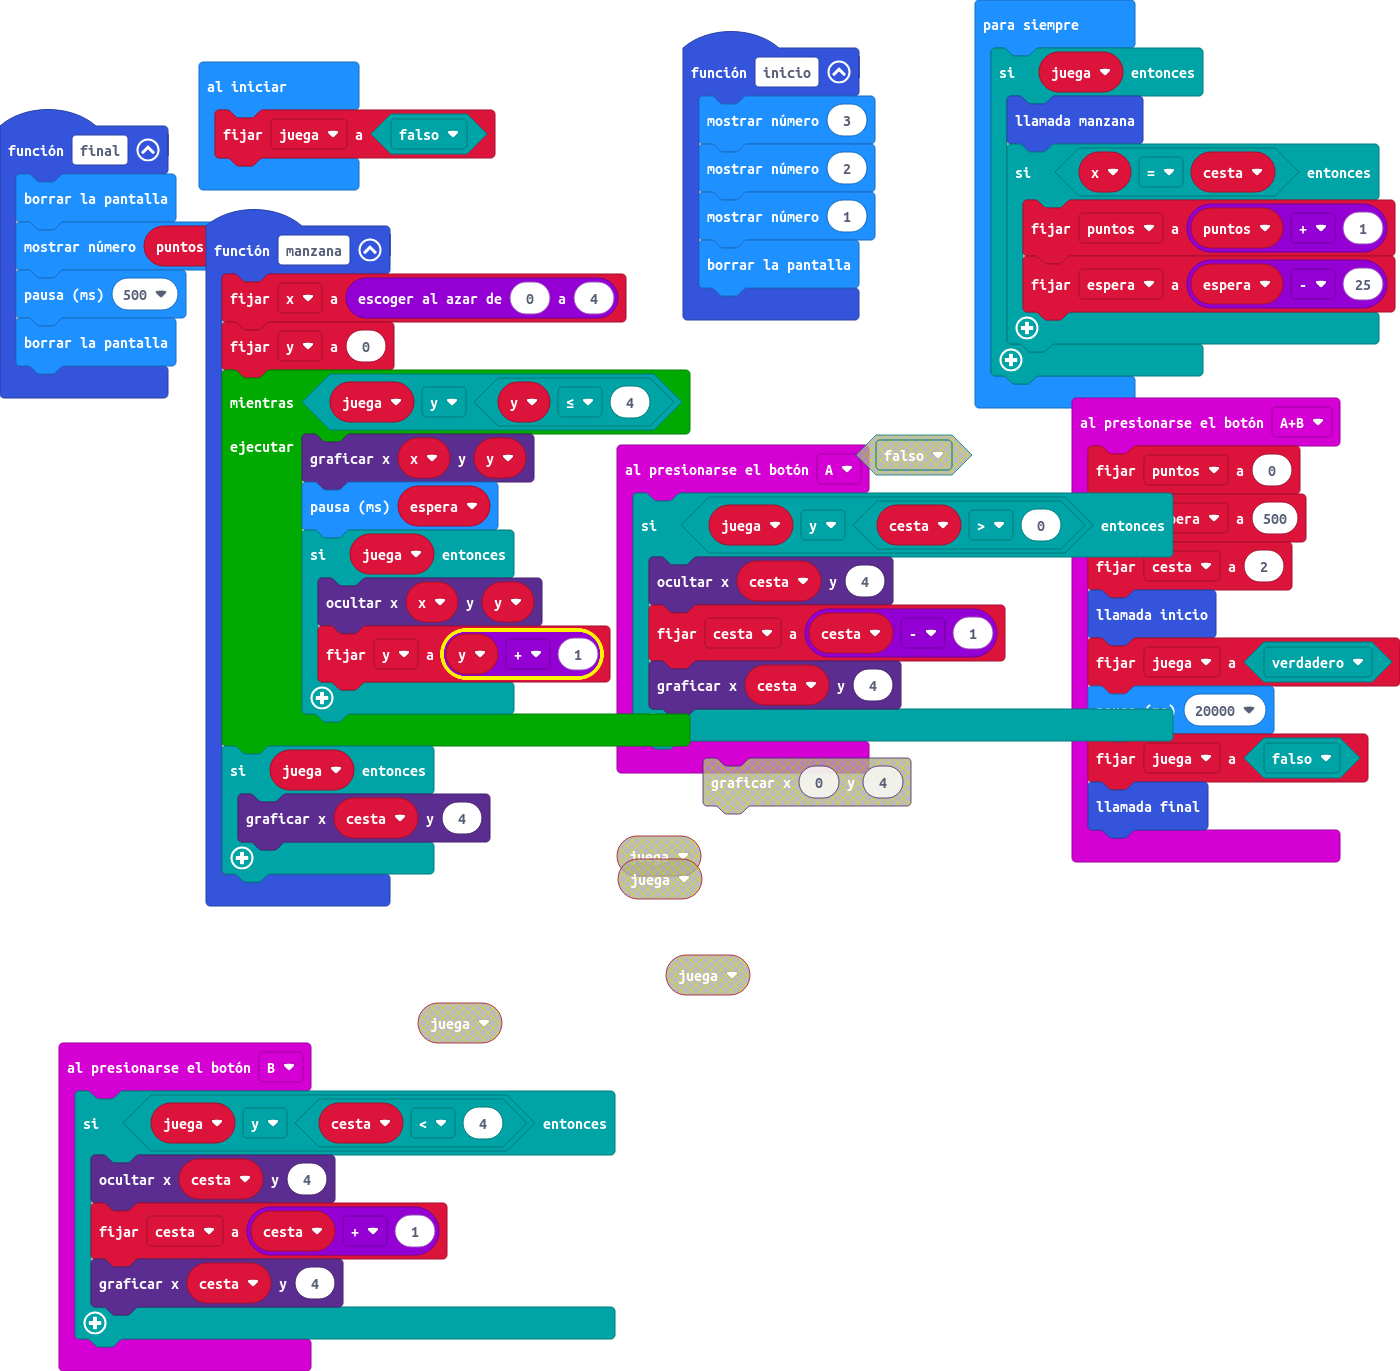 función final
borrar la pantalla
mostrar número puntos
pausa (ms) 500
borrar la pantalla
al iniciar
fijar juega a falso
función manzana
fijar x a escoger al azar de 0 a 4
fijar y a 0
mientras juega y y ≤ 4
ejecutar
graficar x x y y
pausa (ms) espera
si juega entonces
ocultar x x y y
fijar y a y + 1
si juega entonces
graficar x cesta y 4
función inicio
mostrar número 3
mostrar número 2
mostrar número 1
borrar la pantalla
para siempre
si juega entonces
llamada manzana
si x = cesta entonces
fijar puntos a puntos + 1
fijar espera a espera - 25
al presionarse el botón A
falso
si juega y cesta > 0 entonces
ocultar x cesta y 4
fijar cesta a cesta - 1
graficar x cesta y 4
graficar x 0 y 4
juega
juega
juega
juega
al presionarse el botón A+B
fijar puntos a 0
pera a 500
fijar cesta a 2
llamada inicio
fijar juega a verdadero
20000
fijar juega a falso
llamada final
al presionarse el botón B
si juega y cesta < 4 entonces
ocultar x cesta y 4
fijar cesta a cesta + 1
graficar x cesta y 4